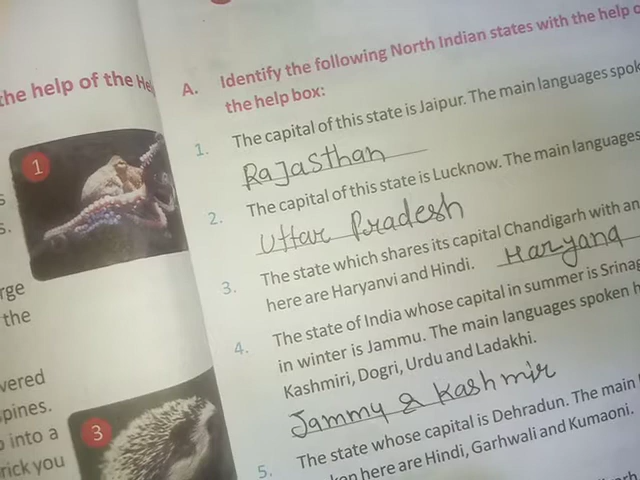 the help of the He
1
s.
rge
the
vered
pines.
into a
rick you
3
A. Identify the following North Indian states with the help o
the help box:
1. The capital of this state is Jaipur. The main languages spok
Rajasthan
2. The capital of this state is Lucknow. The main languages
Uttar Pradesh
3. The state which shares its capital Chandigarh with an
here are Haryanvi and Hindi. Haryana
4. The state of India whose capital in summer is Srinag
in winter is Jammu. The main languages spoken h
Kashmiri, Dogri, Urdu and Ladakhi.
Jammy & Kashmir
5. The state whose capital is Dehradun. The main l
ken here are Hindi, Garhwali and Kumaoni.